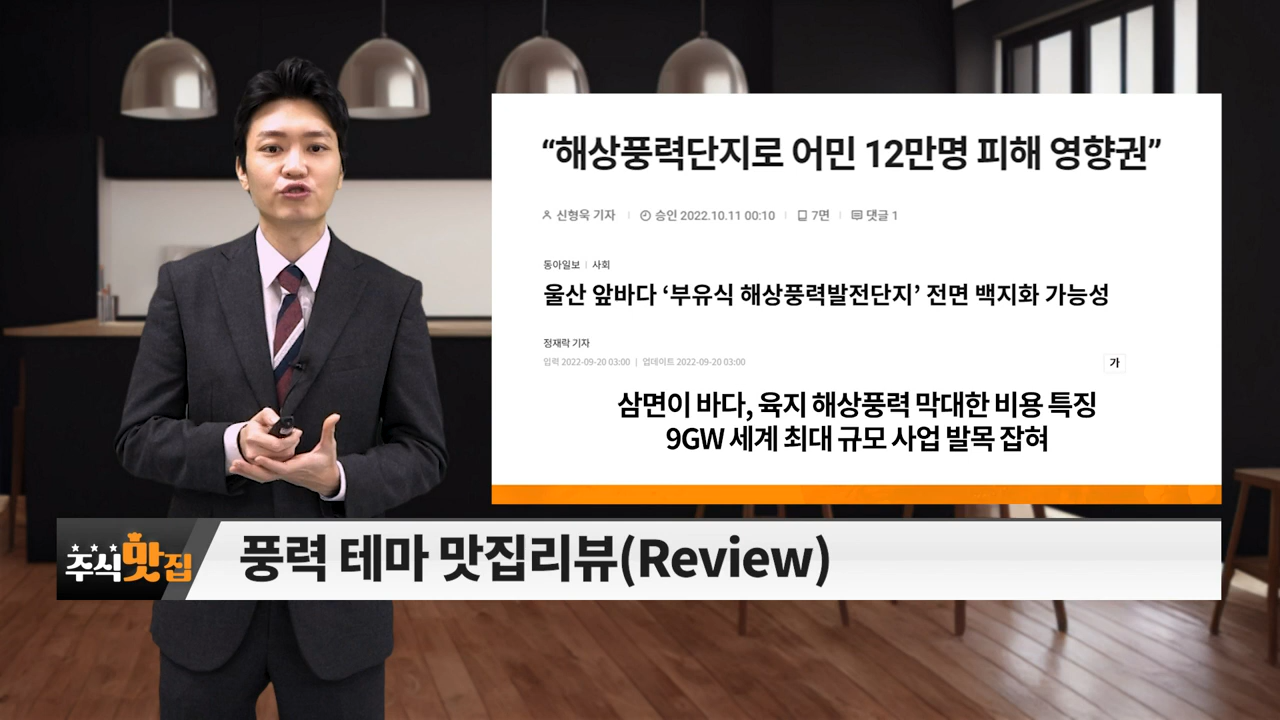 “해상풍력단지로 어민 12만명 피해 영향권”
신형욱 기자 | 승인 2022.10.11 00:10 | 7면 | 댓글 1
동아일보 | 사회
울산 앞바다 ‘부유식 해상풍력발전단지’ 전면 백지화 가능성
정재락 기자
입력 2022-09-20 03:00 | 업데이트 2022-09-20 03:00
가
삼면이 바다, 육지 해상풍력 막대한 비용 특징
9GW 세계 최대 규모 사업 발목 잡혀
주식맛집
풍력 테마 맛집리뷰(Review)